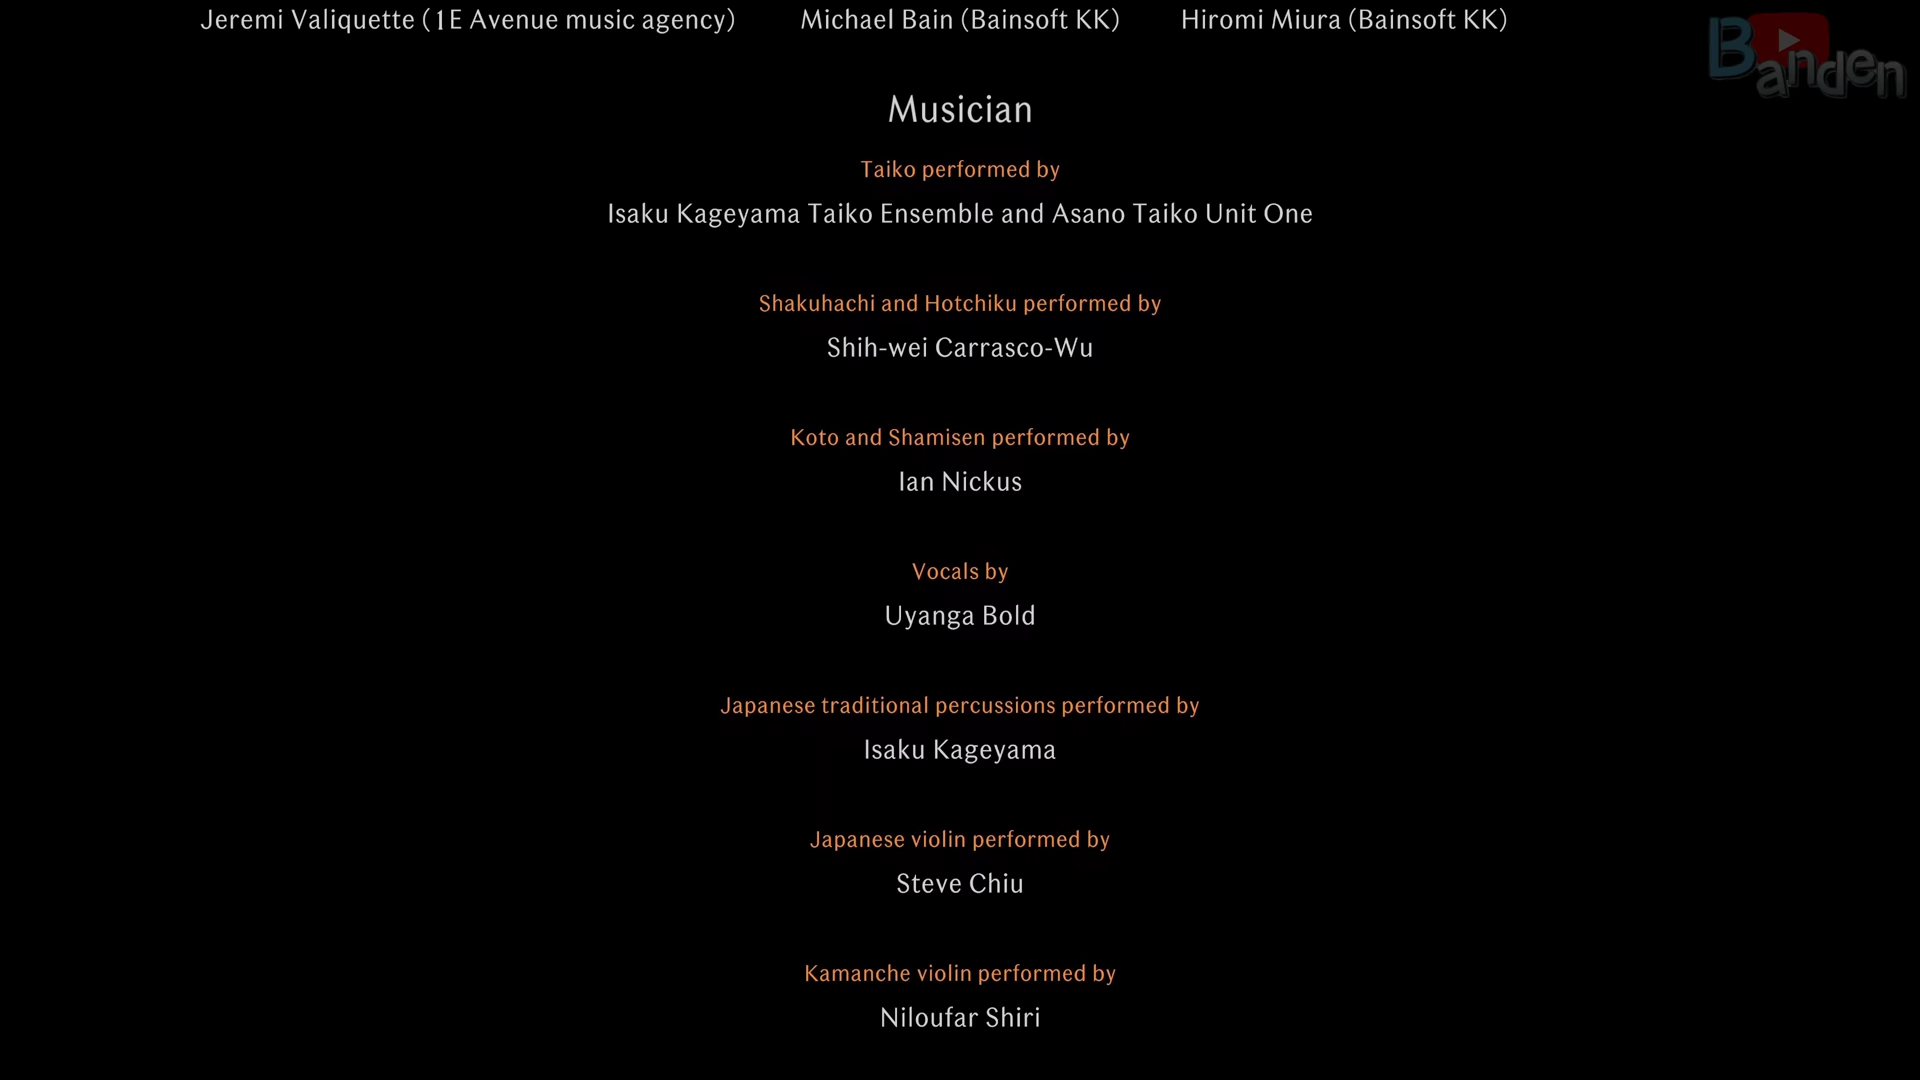 Jeremi Valiquette (1E Avenue music agency) Michael Bain (Bainsoft KK) Hiromi Miura (Bainsoft KK)
Banden
Musician
Taiko performed by
Isaku Kageyama Taiko Ensemble and Asano Taiko Unit One
Shakuhachi and Hotchiku performed by
Shih-wei Carrasco-Wu
Koto and Shamisen performed by
Ian Nickus
Vocals by
Uyanga Bold
Japanese traditional percussions performed by
Isaku Kageyama
Japanese violin performed by
Steve Chiu
Kamanche violin performed by
Niloufar Shiri